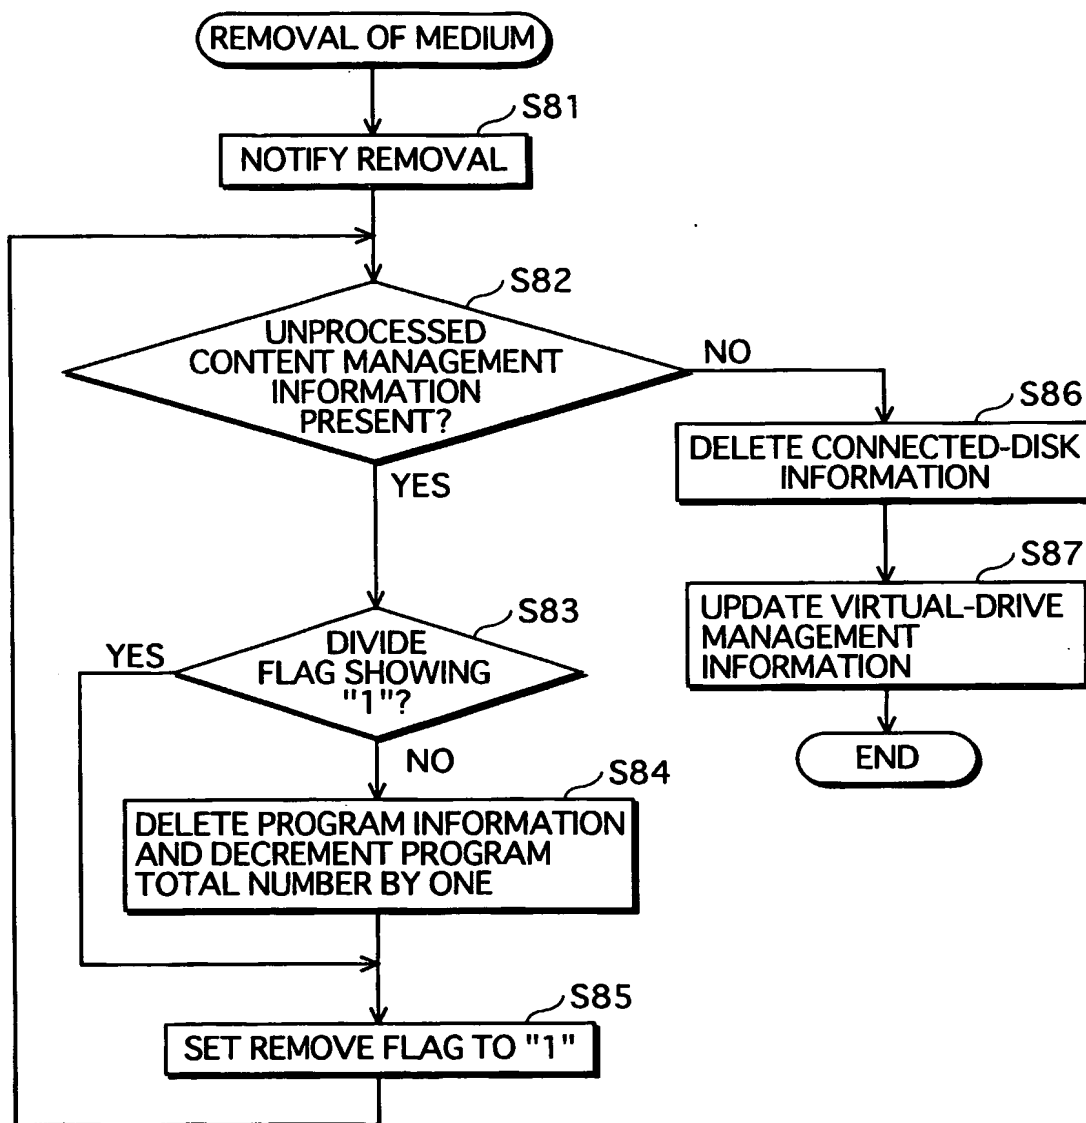 REMOVAL OF MEDIUM
S81
NOTIFY REMOVAL
S82
UNPROCESSED
CONTENT MANAGEMENT
INFORMATION
PRESENT?
NO
YES
S86
DELETE CONNECTED-DISK
INFORMATION
S87
UPDATE VIRTUAL-DRIVE
MANAGEMENT
INFORMATION
END
S83
DIVIDE
FLAG SHOWING
"1"?
YES
NO
S84
DELETE PROGRAM INFORMATION
AND DECREMENT PROGRAM
TOTAL NUMBER BY ONE
S85
SET REMOVE FLAG TO "1"